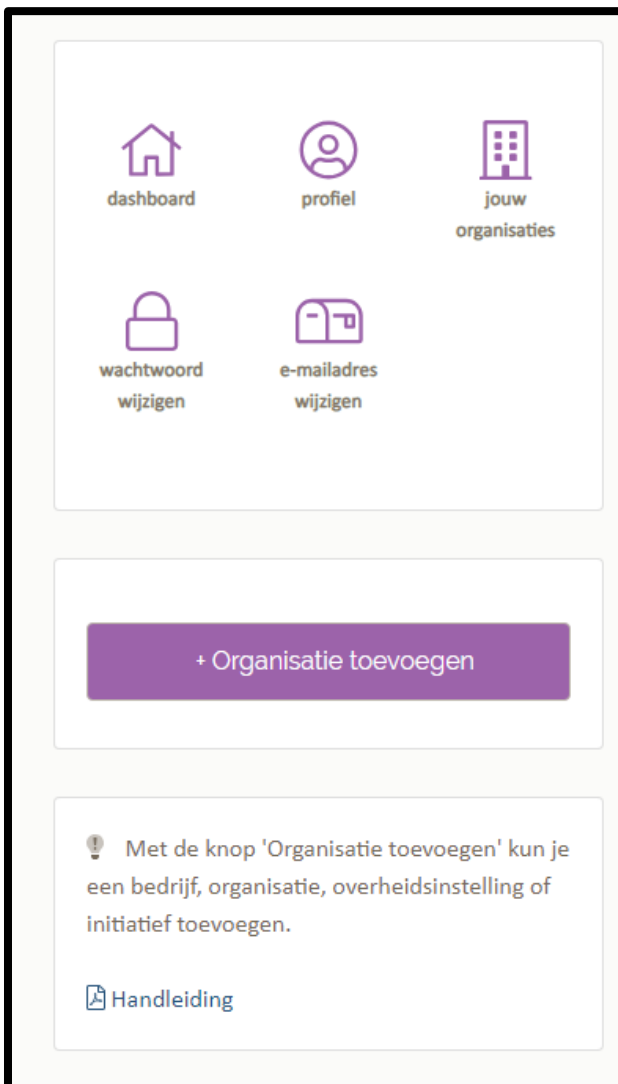 dashboard
profiel
jouw
organisaties
wachtwoord
wijzigen
e-mailadres
wijzigen
+ Organisatie toevoegen
Met de knop 'Organisatie toevoegen' kun je
een bedrijf, organisatie, overheidsinstelling of
initiatief toevoegen.
Handleiding